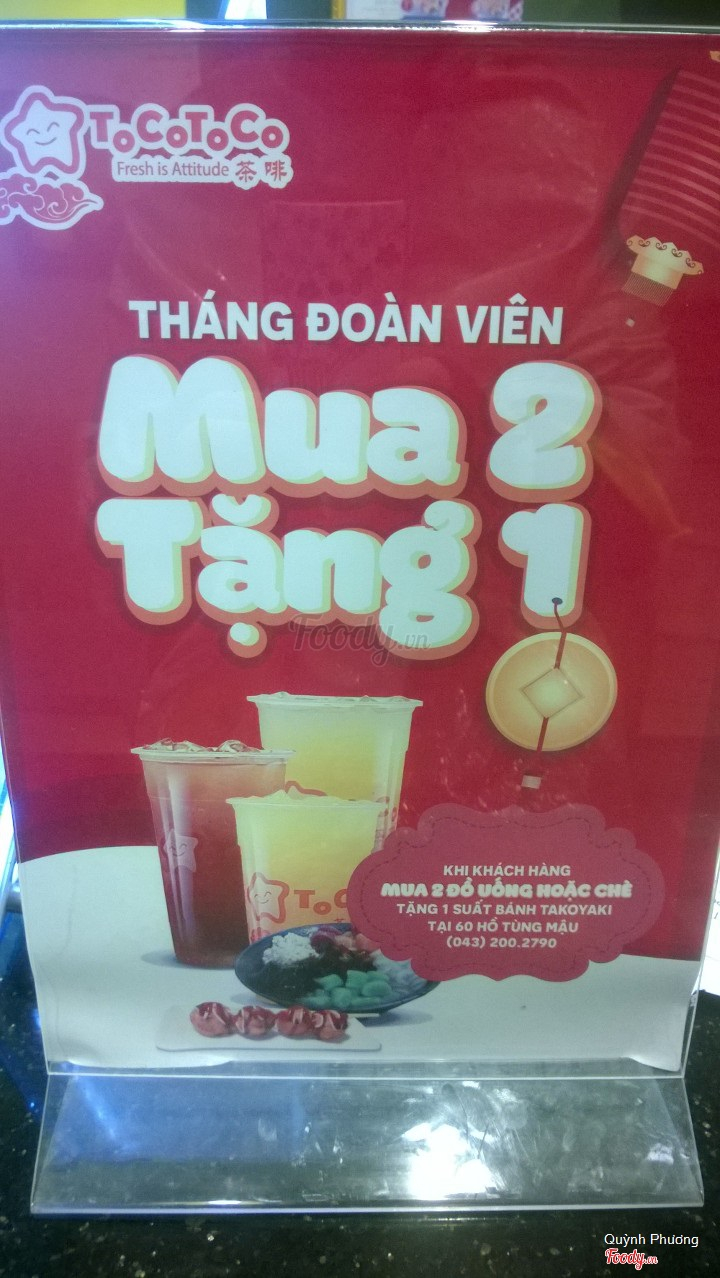 ToCoToCo
Fresh is Attitude 茶啡
THÁNG ĐOÀN VIÊN
Mua 2
Tặng 1
Foody.vn
KHI KHÁCH HÀNG
MUA 2 ĐỒ UỐNG HOẶC CHÈ
TẶNG 1 SUẤT BÁNH TAKOYAKI
TẠI 60 HỒ TÙNG MẬU
(043) 200.2790
ToCo
Quỳnh Phương
Foody.vn